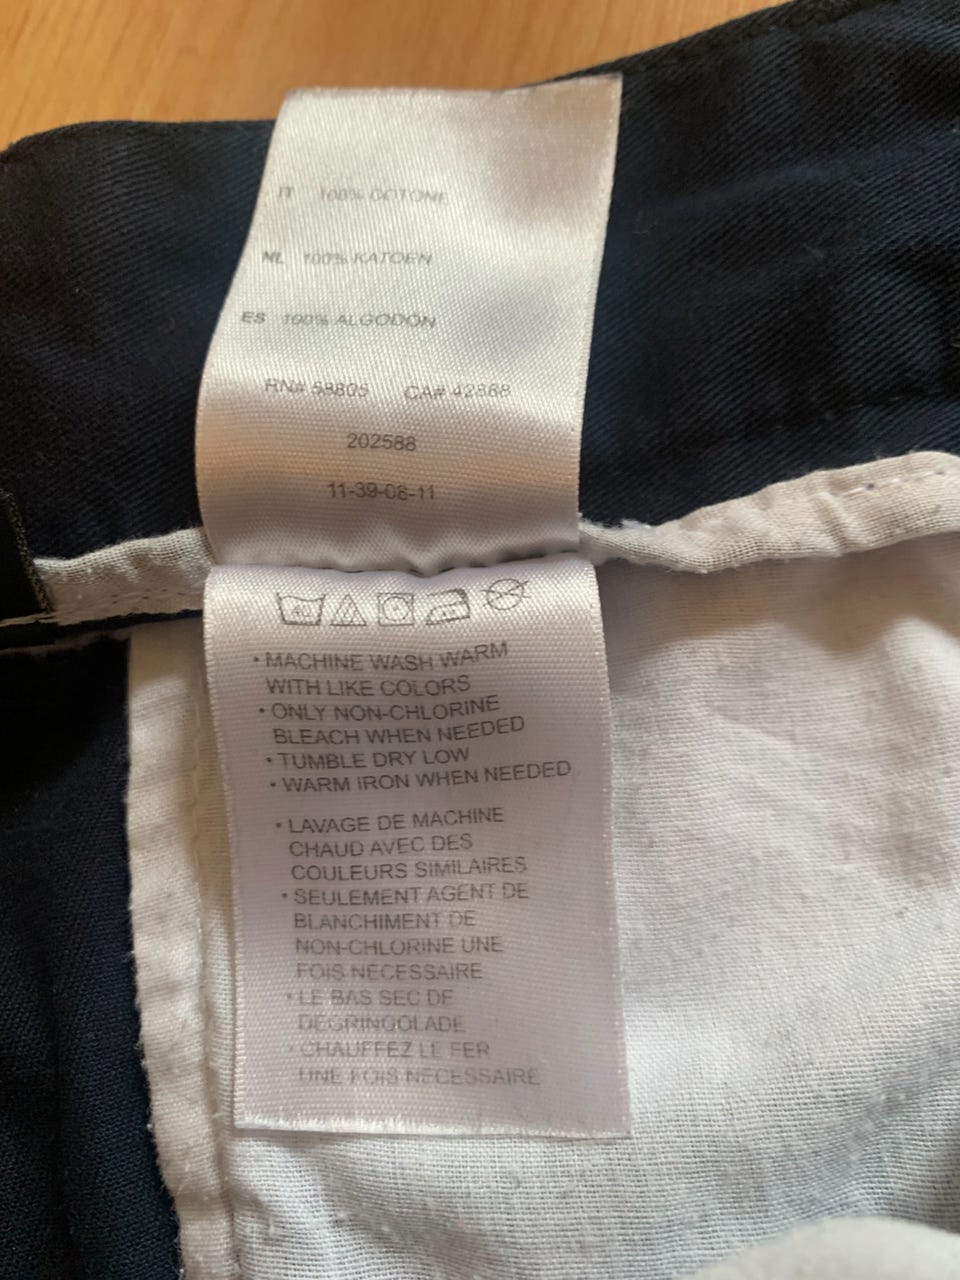 IT 100% COTONE
NL 100% KATOEN
ES 100% ALGODON
RN# 58805 CA# 42868
202588
11-39-08-11
40
• MACHINE WASH WARM
WITH LIKE COLORS
• ONLY NON-CHLORINE
BLEACH WHEN NEEDED
• TUMBLE DRY LOW
• WARM IRON WHEN NEEDED
• LAVAGE DE MACHINE
CHAUD AVEC DES
COULEURS SIMILAIRES
• SEULEMENT AGENT DE
BLANCHIMENT DE
NON-CHLORINE UNE
FOIS NECESSAIRE
• LE BAS SEC DE
DEGRINGOLADE
• CHAUFFEZ LE FER
UNE FOIS NECESSAIRE